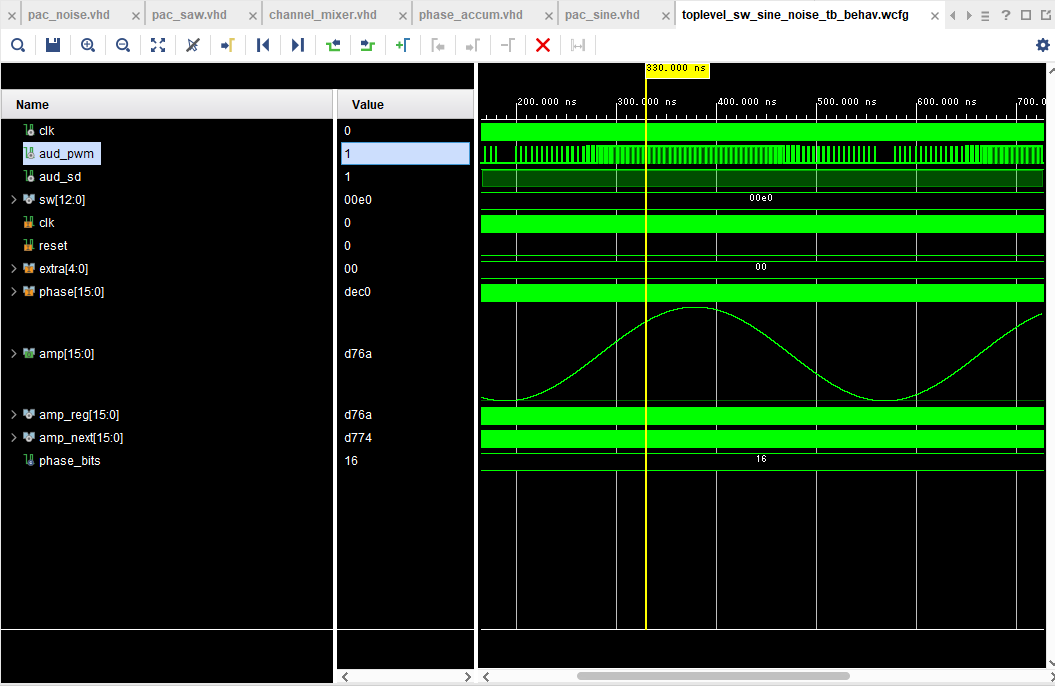 pac_noise.vhd pac_saw.vhd channel_mixer.vhd phase_accum.vhd pac_sine.vhd toplevel_sw_sine_noise_tb_behav.wcfg
330.000 ns
Name Value
200.000 ns 300.000 ns 400.000 ns 500.000 ns 600.000 ns 700.0
clk 0
aud_pwm 1
aud_sd 1
sw[12:0] 00e0 00e0
clk 0
reset 0
extra[4:0] 00 00
phase[15:0] dec0
amp[15:0] d76a
amp_reg[15:0] d76a
amp_next[15:0] d774
phase_bits 16 16